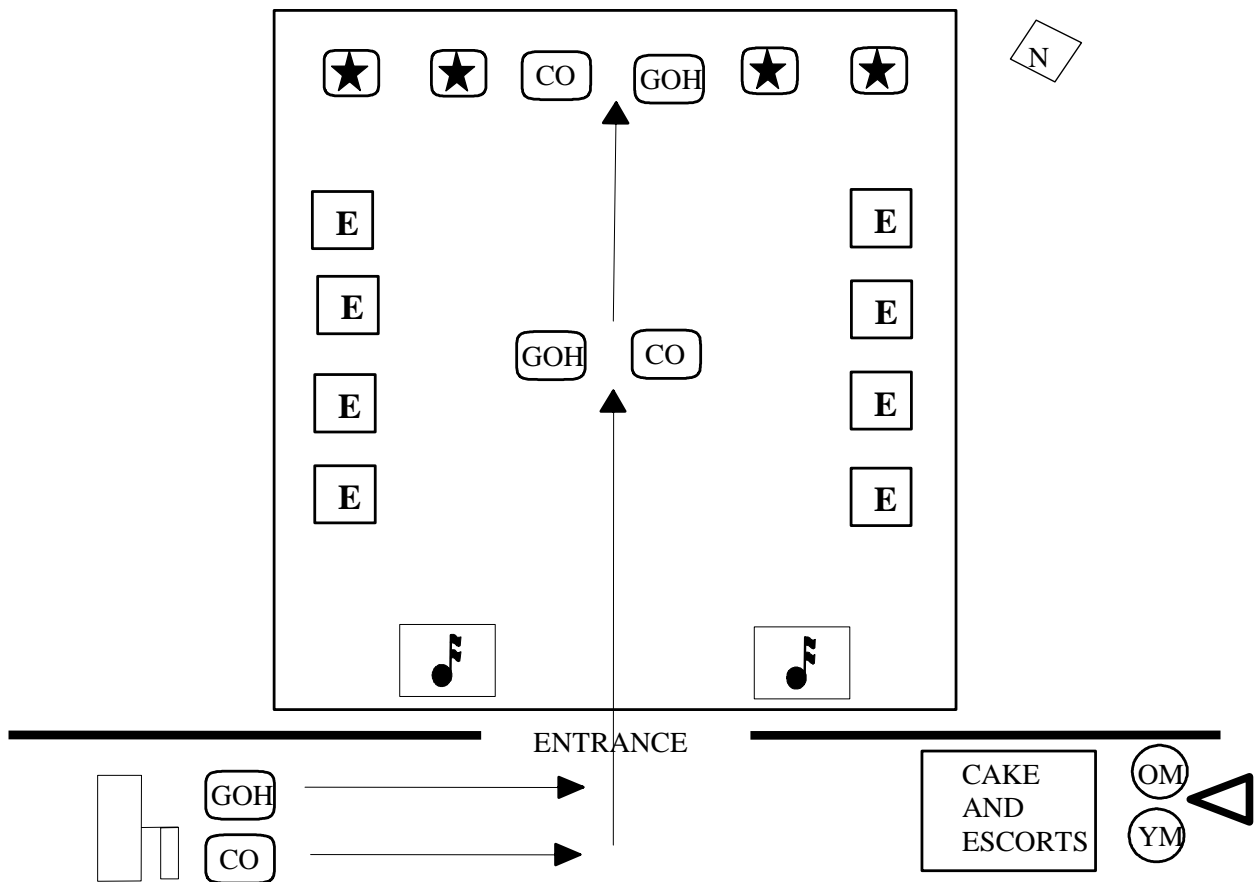 CO GOH N
E E
E E
GOH CO
E E
E E
ENTRANCE
GOH
CO
CAKE
AND
ESCORTS
OM
YM